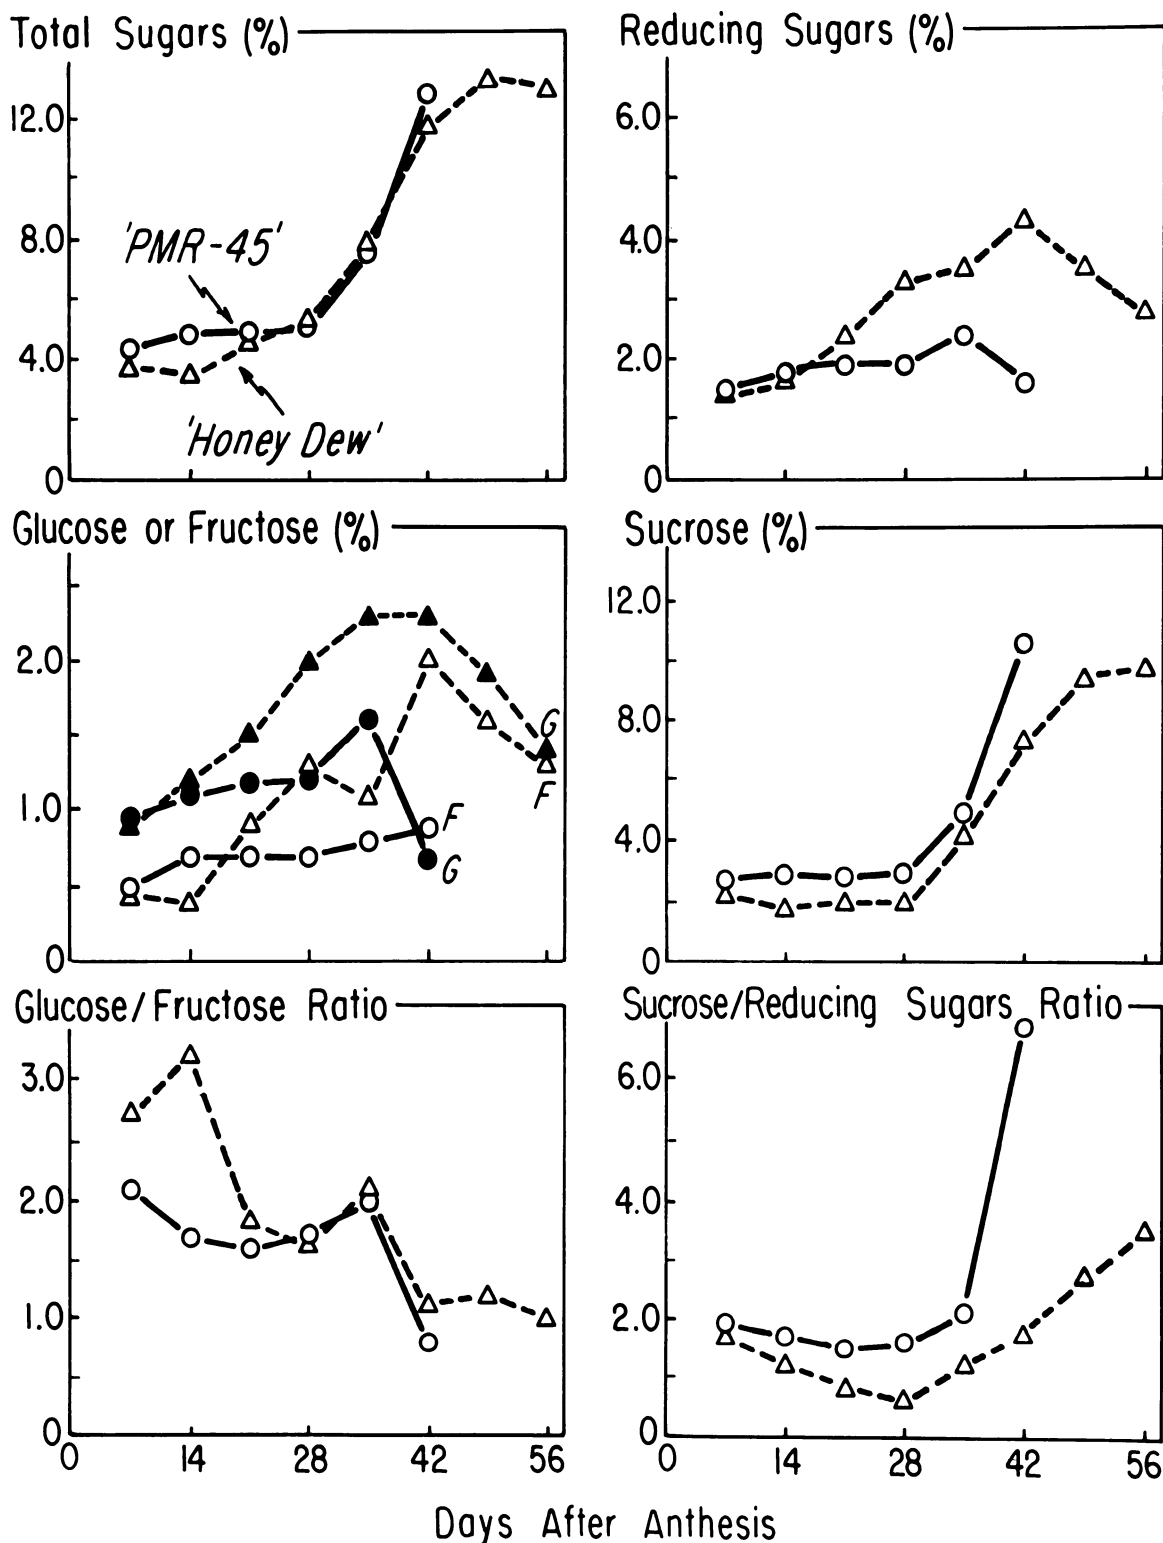 Total Sugars (%)
12.0
8.0
4.0
0
'PMR-45'
'Honey Dew'
Reducing Sugars (%)
6.0
4.0
2.0
0
Glucose or Fructose (%)
2.0
1.0
0
G
F
F
G
Sucrose (%)
12.0
8.0
4.0
0
Glucose/Fructose Ratio
3.0
2.0
1.0
0
0 14 28 42 56
Sucrose/Reducing Sugars Ratio
6.0
4.0
2.0
0
0 14 28 42 56
Days After Anthesis